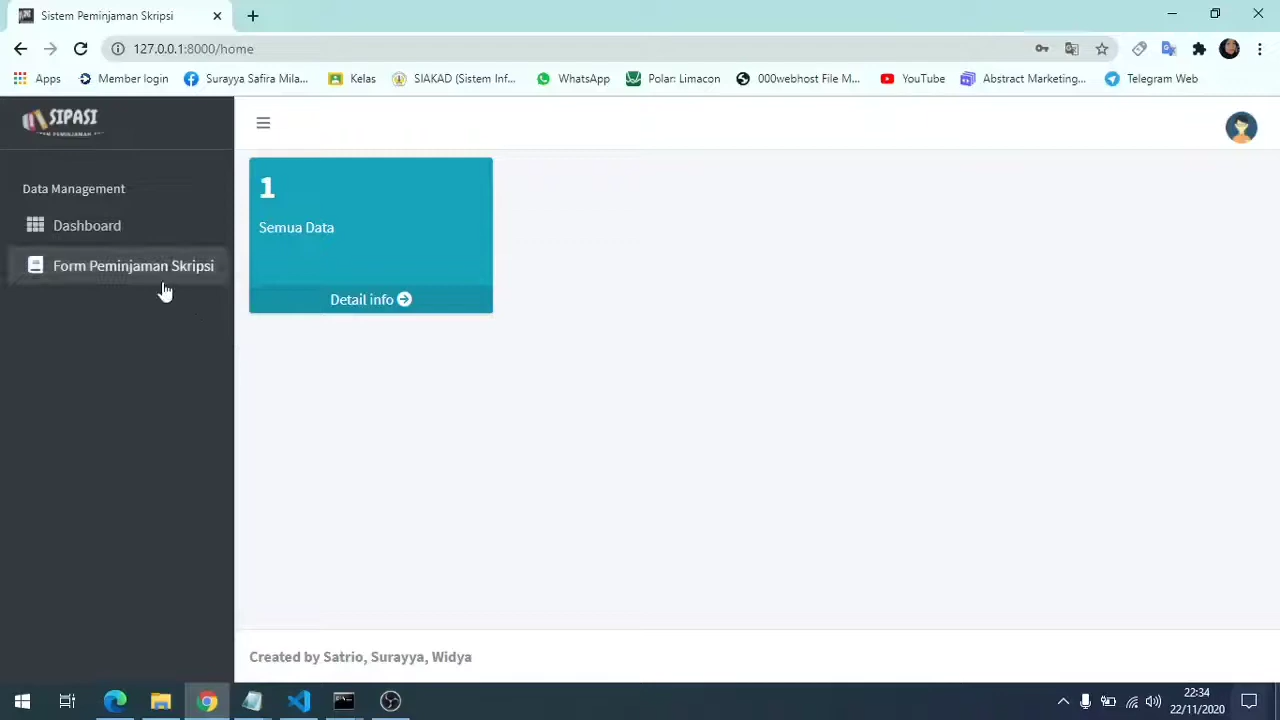 Sistem Peminjaman Skripsi
127.0.0.1:8000/home
Apps
Member login
Surayya Safira Mila...
Kelas
SIAKAD (Sistem Inf...
WhatsApp
Polari Limacon
000webhost File M...
YouTube
Abstract Marketing...
Telegram Web
SIPASI
Data Management
Dashboard
Form Peminjaman Skripsi
1
Semua Data
Detail info
Created by Satrio, Surayya, Widya
22:34
22/11/2020